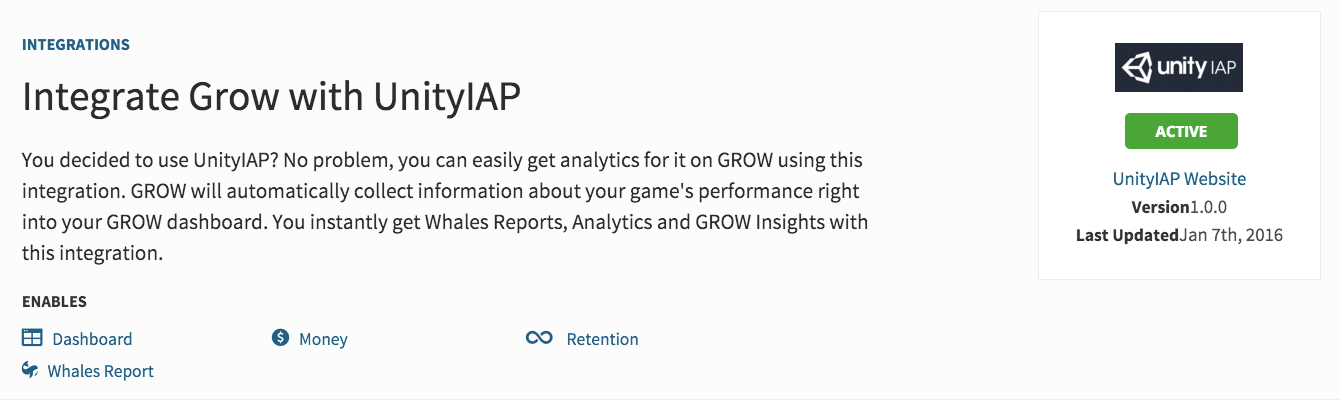 INTEGRATIONS
Integrate Grow with UnityIAP
You decided to use UnityIAP? No problem, you can easily get analytics for it on GROW using this
integration. GROW will automatically collect information about your game's performance right
into your GROW dashboard. You instantly get Whales Reports, Analytics and GROW Insights with
this integration.
ENABLES
Dashboard
Money
Retention
Whales Report
unity IAP
ACTIVE
UnityIAP Website
Version1.0.0
Last UpdatedJan 7th, 2016